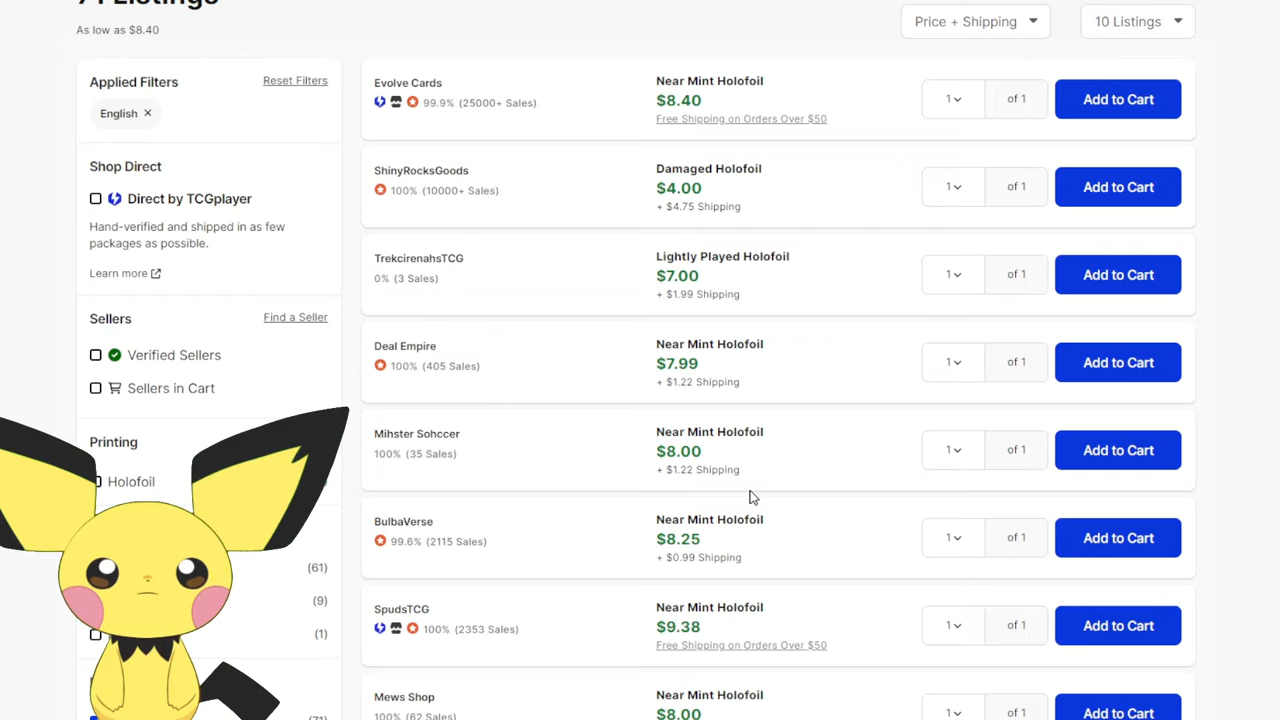 As low as $8.40
Price + Shipping
10 Listings
Applied Filters
Reset Filters
English ×
Shop Direct
Direct by TCGplayer
Hand-verified and shipped in as few
packages as possible.
Learn more
Sellers
Find a Seller
Verified Sellers
Sellers in Cart
Printing
Holofoil
(61)
(9)
(1)
(71)
Evolve Cards
99.9% (25000+ Sales)
Near Mint Holofoil
$8.40
Free Shipping on Orders Over $50
1
of 1
Add to Cart
ShinyRocksGoods
100% (10000+ Sales)
Damaged Holofoil
$4.00
+ $4.75 Shipping
1
of 1
Add to Cart
TrekcirenahsTCG
0% (3 Sales)
Lightly Played Holofoil
$7.00
+ $1.99 Shipping
1
of 1
Add to Cart
Deal Empire
100% (405 Sales)
Near Mint Holofoil
$7.99
+ $1.22 Shipping
1
of 1
Add to Cart
Mihster Sohccer
100% (35 Sales)
Near Mint Holofoil
$8.00
+ $1.22 Shipping
1
of 1
Add to Cart
BulbaVerse
99.6% (2115 Sales)
Near Mint Holofoil
$8.25
+ $0.99 Shipping
1
of 1
Add to Cart
SpudsTCG
100% (2353 Sales)
Near Mint Holofoil
$9.38
Free Shipping on Orders Over $50
1
of 1
Add to Cart
Mews Shop
100% (62 Sales)
Near Mint Holofoil
$8.00
1
of 1
Add to Cart